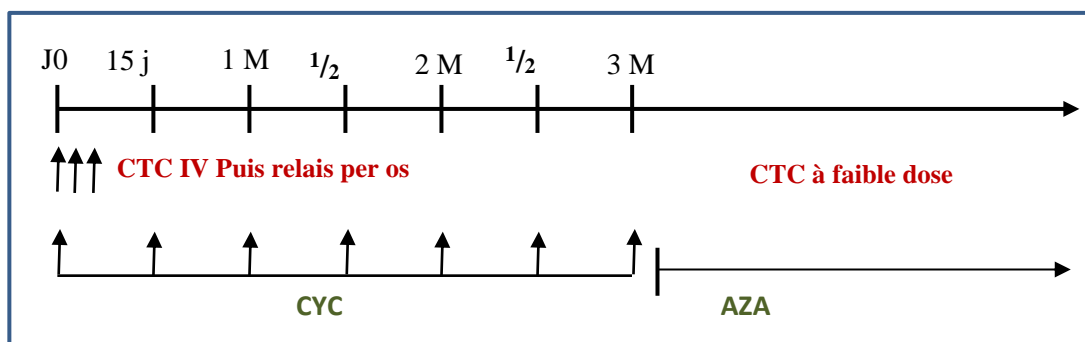 J0 15 j 1 M 1/2 2 M 1/2 3 M
CTC IV Puis relais per os CTC à faible dose
CYC AZA